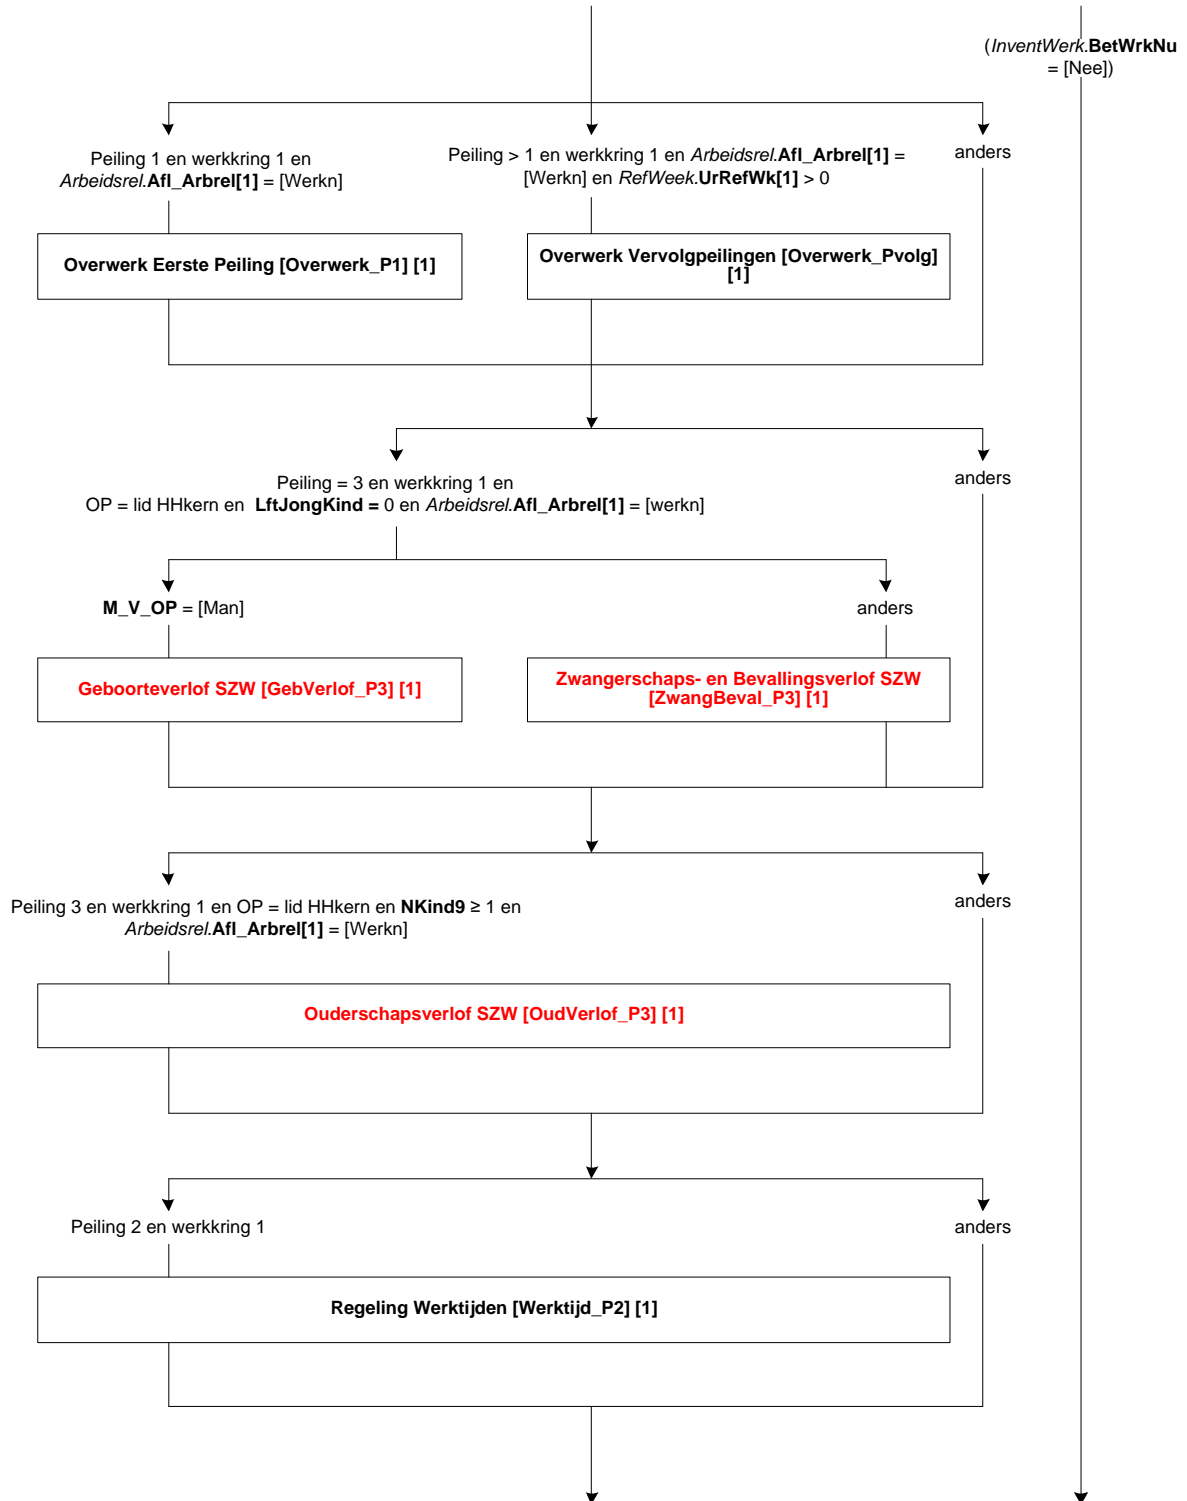 (InventWerk.BetWrkNu
= [Nee])
Peiling 1 en werkkring 1 en
Arbeidsrel.Afl_Arbrel[1] = [Werkn]
Peiling > 1 en werkkring 1 en Arbeidsrel.Afl_Arbrel[1] =
[Werkn] en RefWeek.UrRefWk[1] > 0
anders
Overwerk Eerste Peiling [Overwerk_P1] [1]
Overwerk Vervolgpeilingen [Overwerk_Pvolg]
[1]
Peiling = 3 en werkkring 1 en
OP = lid HHkern en LftJongKind = 0 en Arbeidsrel.Afl_Arbrel[1] = [werkn]
anders
M_V_OP = [Man]
anders
Geboorteverlof SZW [GebVerlof_P3] [1]
Zwangerschaps- en Bevallingsverlof SZW
[ZwangBeval_P3] [1]
Peiling 3 en werkkring 1 en OP = lid HHkern en NKind9 ≥ 1 en
Arbeidsrel.Afl_Arbrel[1] = [Werkn]
anders
Ouderschapsverlof SZW [OudVerlof_P3] [1]
Peiling 2 en werkkring 1
anders
Regeling Werktijden [Werktijd_P2] [1]